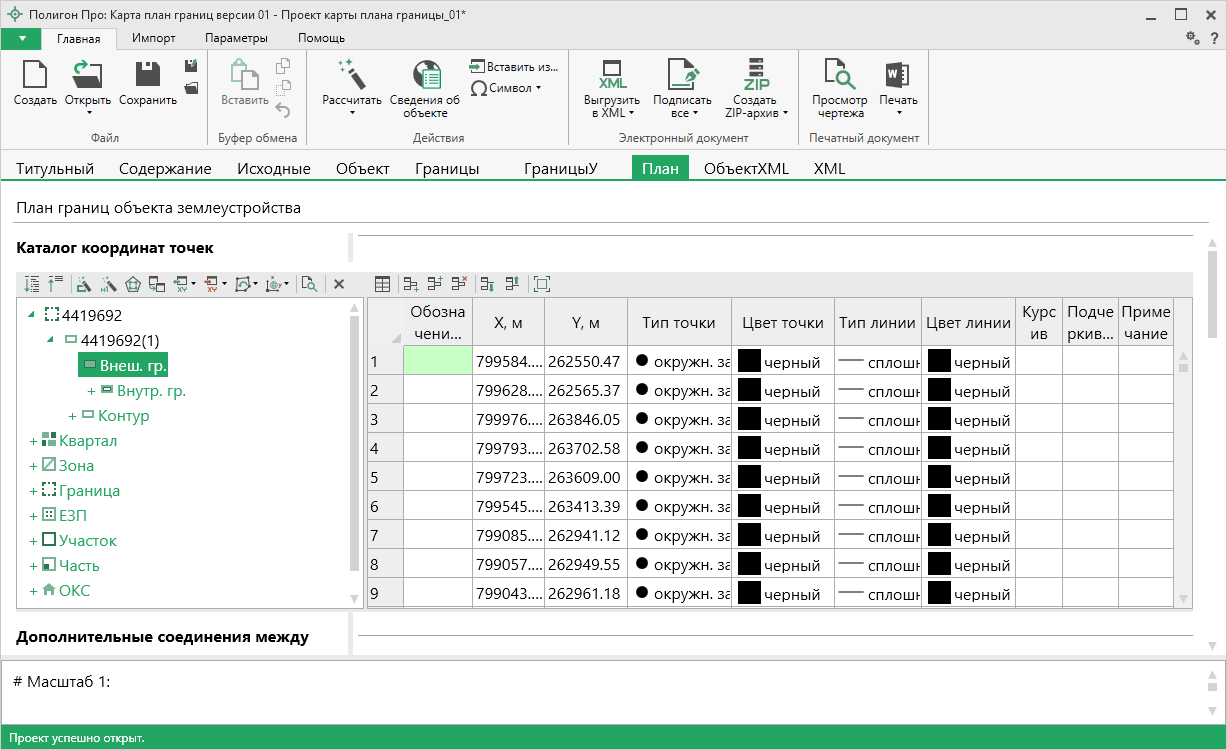 Полигон Про: Карта план границ версии 01 - Проект карты плана границы_01*
Главная Импорт Параметры Помощь
?
Создать Открыть Сохранить
Файл
Вставить
Буфер обмена
Рассчитать Сведения об объекте
Вставить из...
Символ
Действия
XML
Выгрузить в XML
Подписать все
ZIP
Создать ZIP-архив
Электронный документ
Просмотр чертежа
Печать
Печатный документ
Титульный Содержание Исходные Объект Границы ГраницыУ План ОбъектXML XML
План границ объекта землеустройства
Каталог координат точек
4419692
4419692(1)
Внеш. гр.
+ Внутр. гр.
+ Контур
+ Квартал
+ Зона
+ Граница
+ ЕЗП
+ Участок
+ Часть
+ ОКС
Обозна чени... X, м Y, м Тип точки Цвет точки Тип линии Цвет линии Курс ив Подче ркив... Приме чание
1 799584.... 262550.47 окружн. за черный сплошн черный
2 799628.... 262565.37 окружн. за черный сплошн черный
3 799976.... 263846.05 окружн. за черный сплошн черный
4 799793.... 263702.58 окружн. за черный сплошн черный
5 799723.... 263609.00 окружн. за черный сплошн черный
6 799545.... 263413.39 окружн. за черный сплошн черный
7 799085.... 262941.12 окружн. за черный сплошн черный
8 799057.... 262949.55 окружн. за черный сплошн черный
9 799043.... 262961.18 окружн. за черный сплошн черный
Дополнительные соединения между
# Масштаб 1:
Проект успешно открыт.